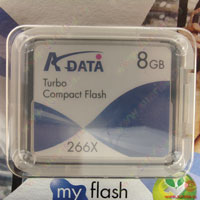 A DATA
8GB
Turbo
Compact Flash
266X
my flash